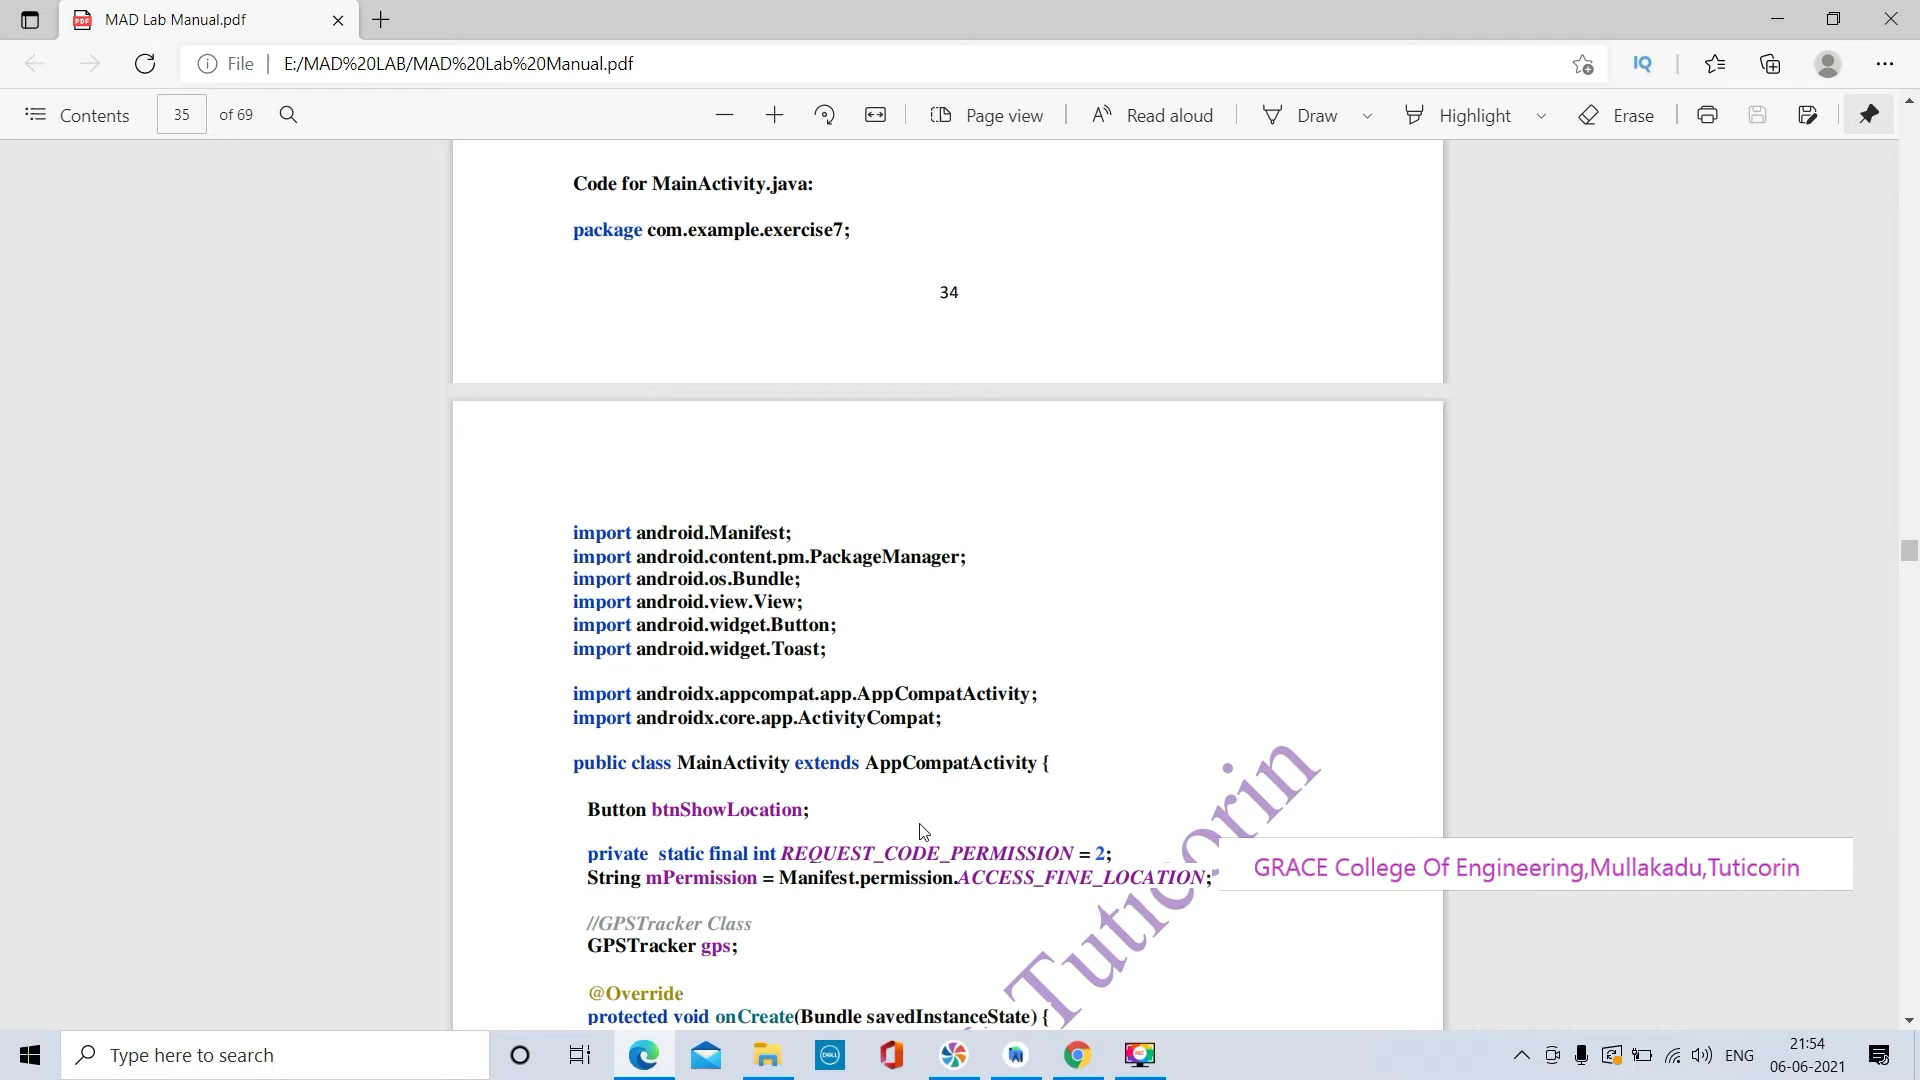 MAD Lab Manual.pdf
File
E:/MAD%20LAB/MAD%20Lab%20Manual.pdf
IQ
Contents
35 of 69
Page view
Read aloud
Draw
Highlight
Erase
Code for MainActivity.java:
package com.example.exercise7;
34
import android.Manifest;
import android.content.pm.PackageManager;
import android.os.Bundle;
import android.view.View;
import android.widget.Button;
import android.widget.Toast;
import androidx.appcompat.app.AppCompatActivity;
import androidx.core.app.ActivityCompat;
public class MainActivity extends AppCompatActivity {
Button btnShowLocation;
private static final int REQUEST_CODE_PERMISSION = 2;
String mPermission = Manifest.permission.ACCESS_FINE_LOCATION;
GRACE College Of Engineering,Mullakadu,Tuticorin
//GPSTracker Class
GPSTracker gps;
@Override
protected void onCreate(Bundle savedInstanceState) {
Tuticorin
Type here to search
DELL
ENG
21:54
06-06-2021